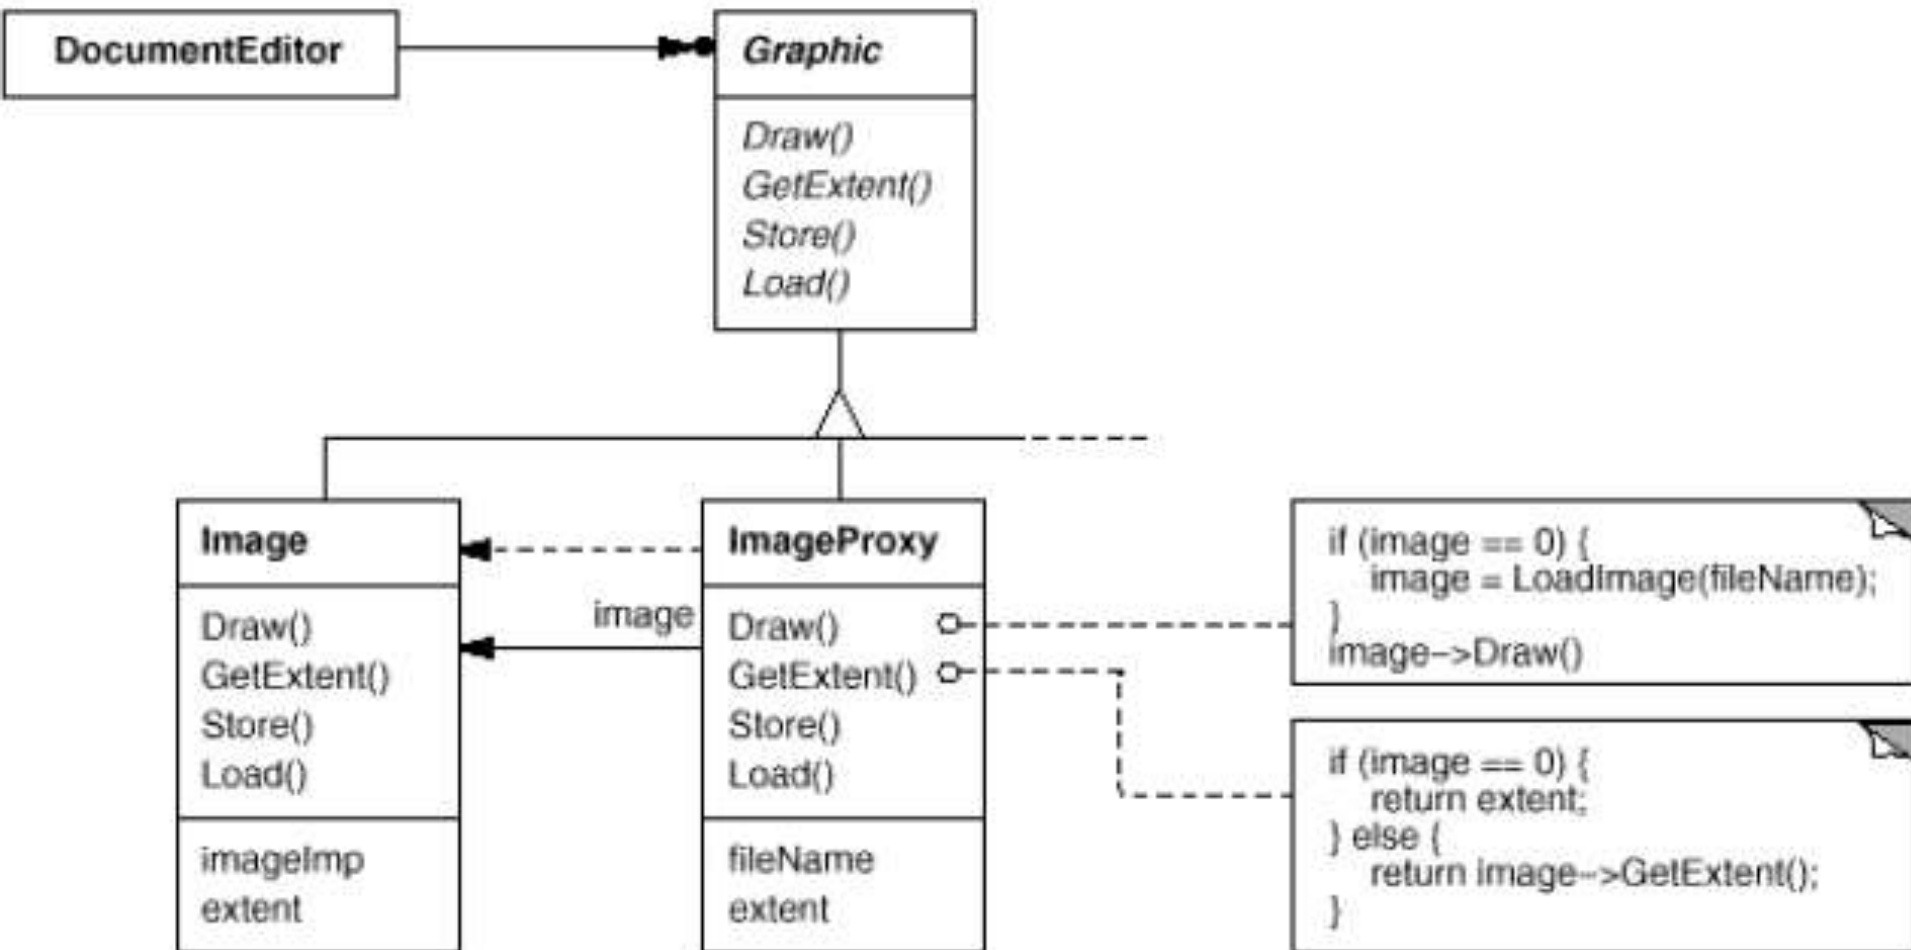 DocumentEditor
Graphic
Draw()
GetExtent()
Store()
Load()
Image
Draw()
GetExtent()
Store()
Load()
imageImp
extent
image
ImageProxy
Draw()
GetExtent()
Store()
Load()
fileName
extent
if (image == 0) {
image = LoadImage(fileName);
}
image->Draw()
if (image == 0) {
return extent;
} else {
return image->GetExtent();
}